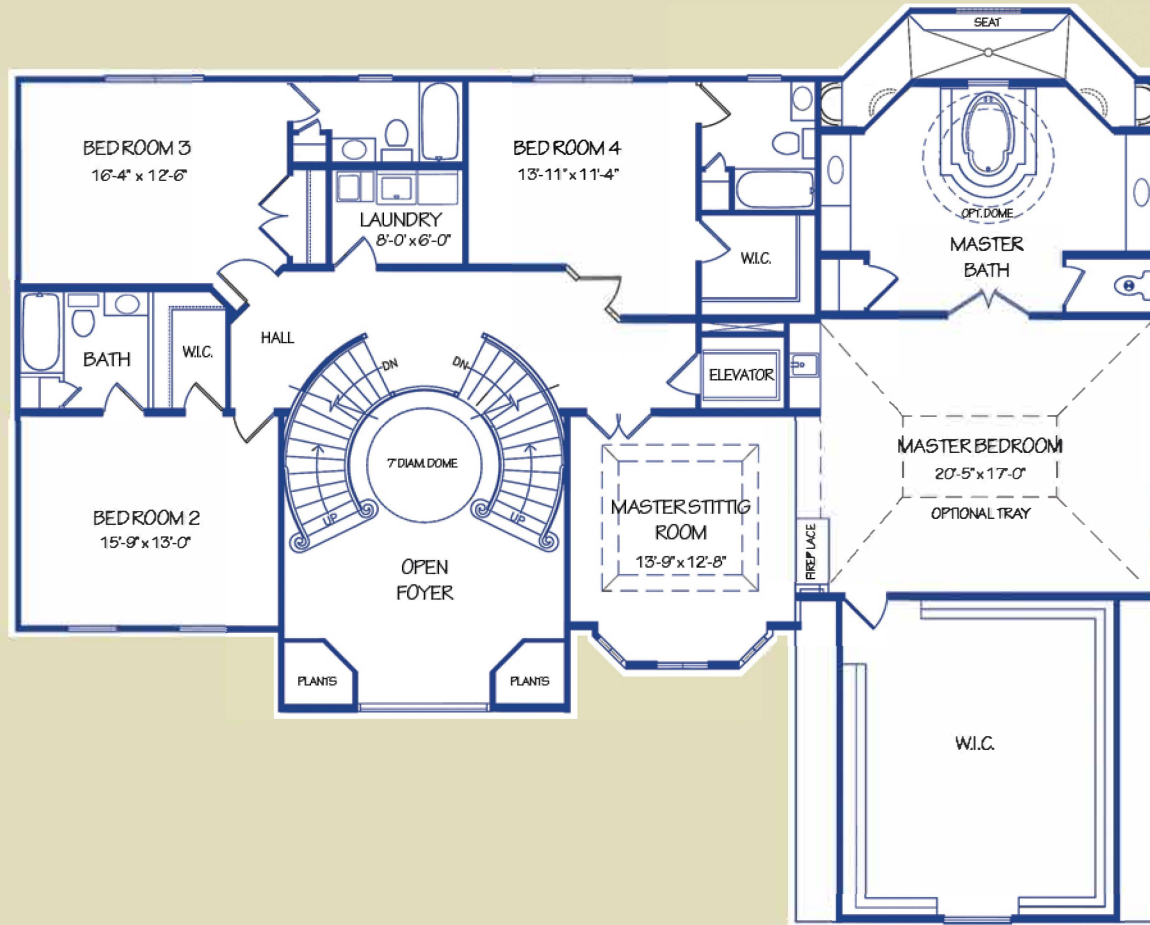 SEAT
BEDROOM 3
16'-4" x 12'-6"
BEDROOM 4
13'-11" x 11'-4"
LAUNDRY
8'-0" x 6'-0"
W.I.C.
OPT. DOME
MASTER
BATH
BATH
W.I.C.
HALL
DN
DN
ELEVATOR
7' DIAM. DOME
UP
UP
MASTER BEDROOM
20'-5" x 17'-0"
OPTIONAL TRAY
BEDROOM 2
15'-9" x 13'-0"
MASTER STITTIG
ROOM
13'-9" x 12'-8"
FIREPLACE
OPEN
FOYER
PLANTS
PLANTS
W.I.C.